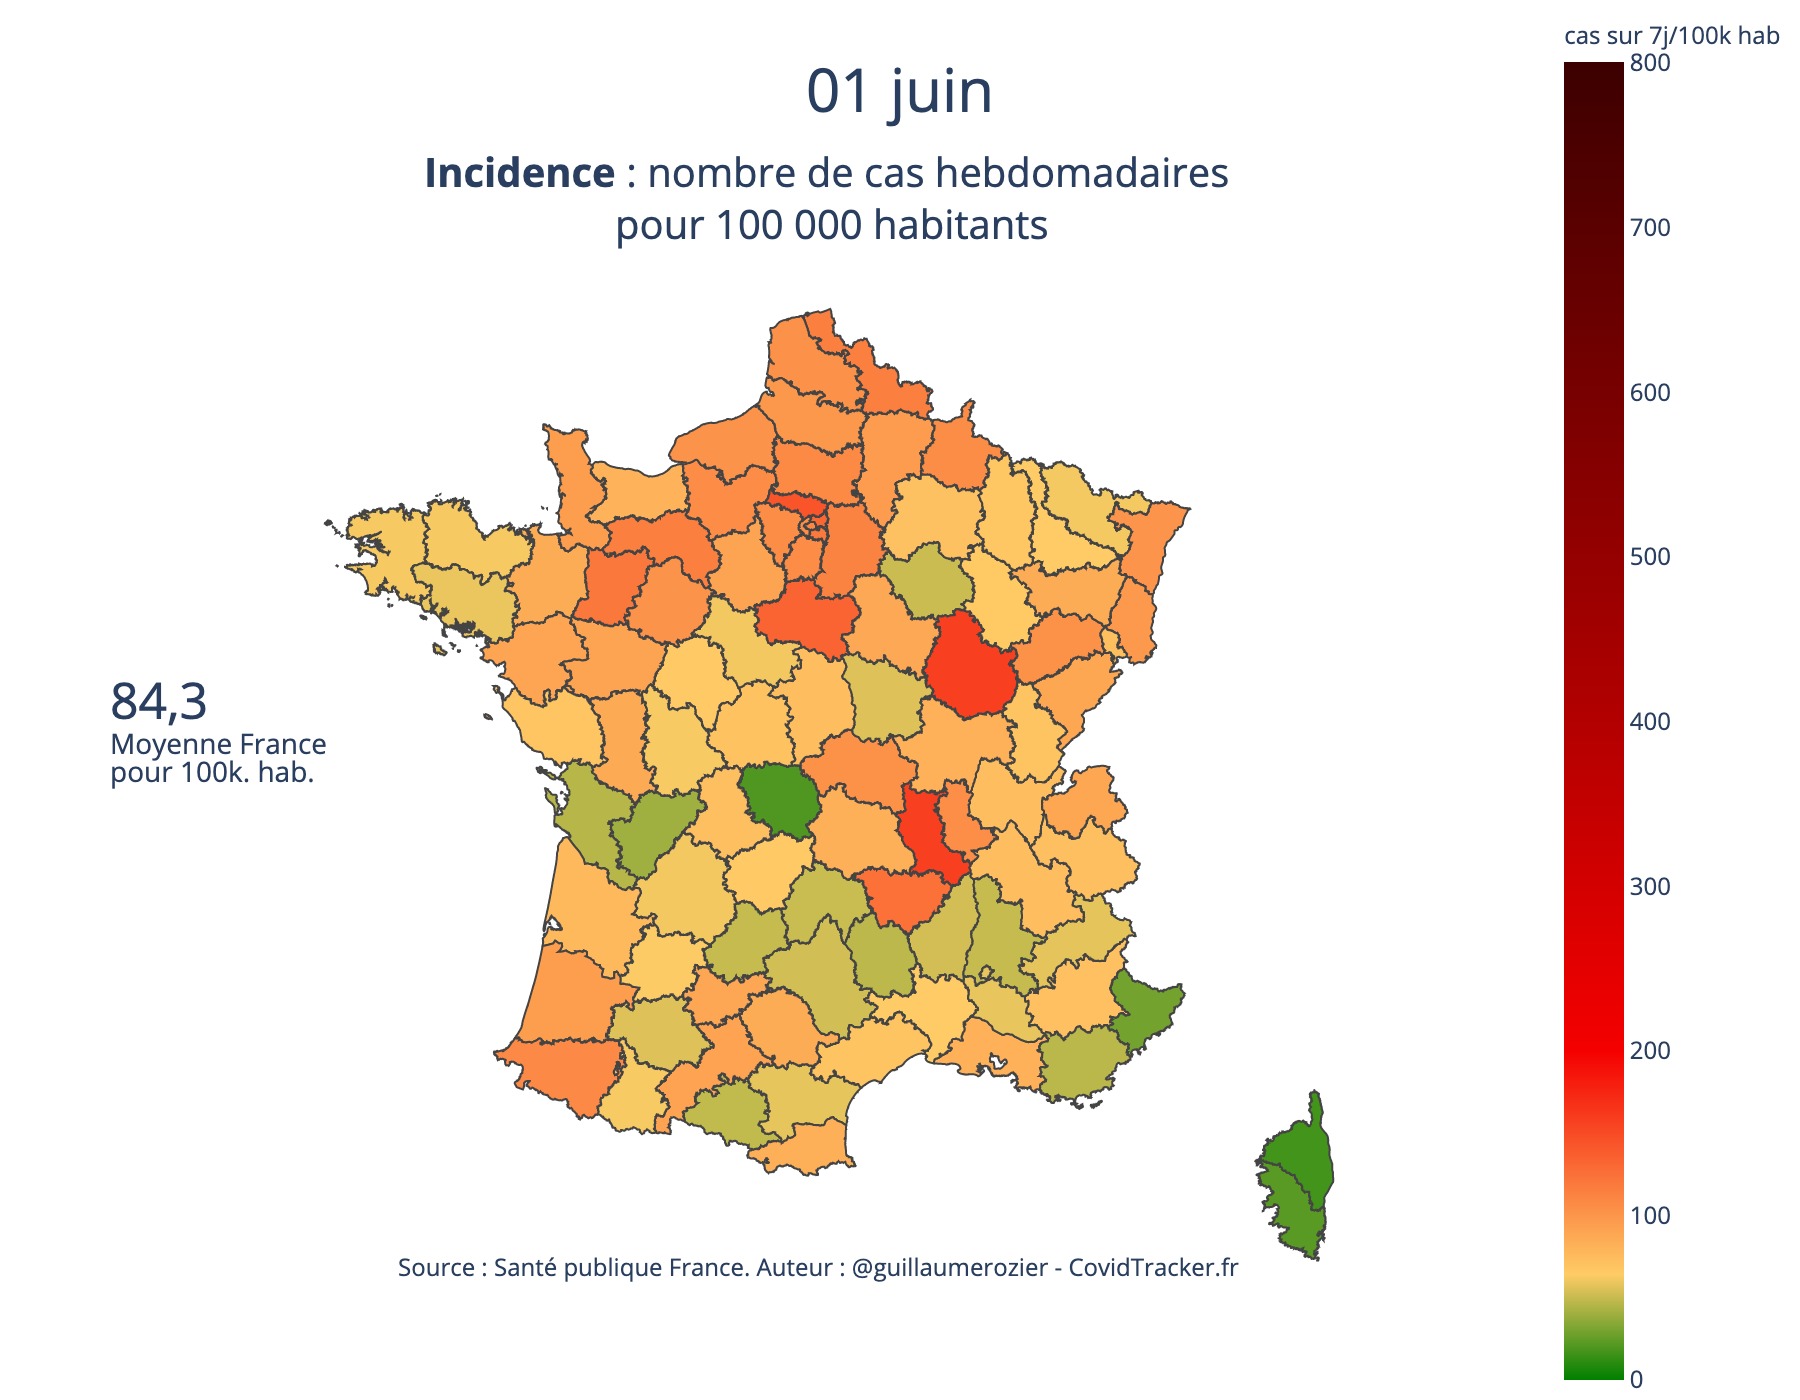 cas sur 7j/100k hab
01 juin
Incidence : nombre de cas hebdomadaires
pour 100 000 habitants
800
700
600
500
400
300
200
100
0
84,3
Moyenne France
pour 100k. hab.
Source : Santé publique France. Auteur : @guillaumerozier - CovidTracker.fr